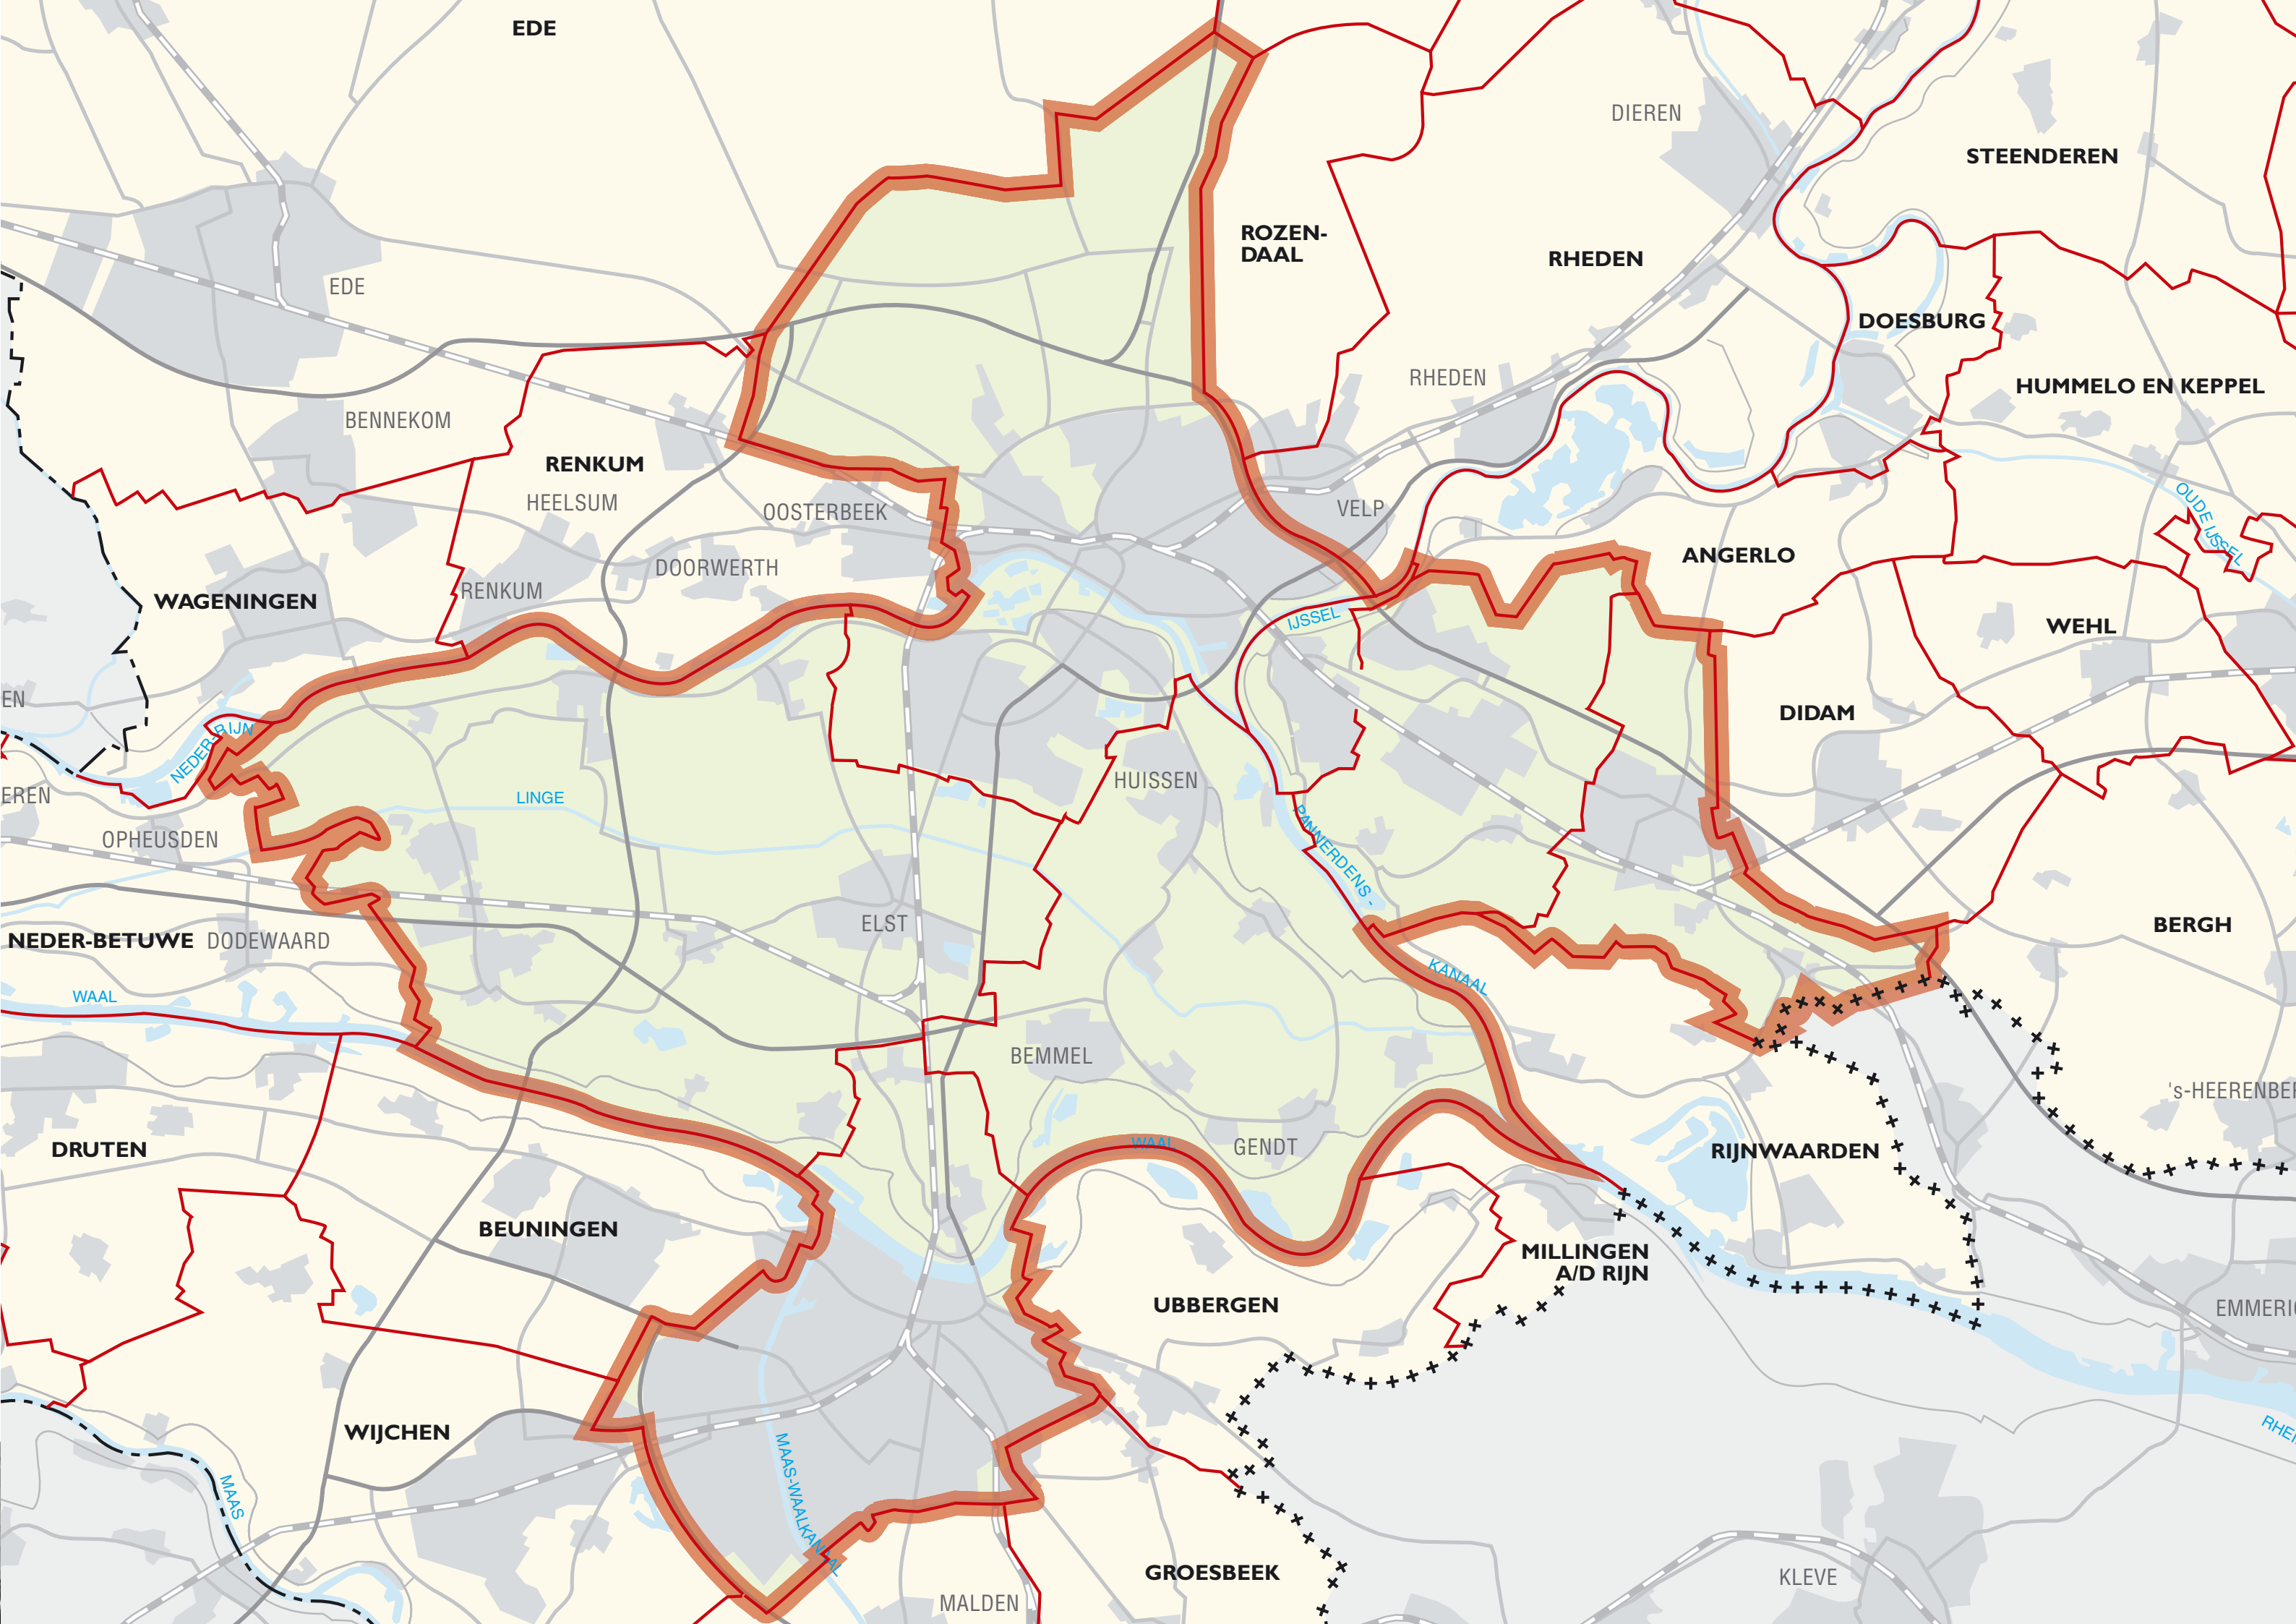 EDE
DIEREN
STEENDEREN
ROZEN-
DAAL
RHEDEN
EDE
DOESBURG
RHEDEN
HUMMELO EN KEPPEL
BENNEKOM
RENKUM
HEELSUM
OOSTERBEEK
VELP
OUDE IJSSEL
ANGERLO
DOORWERTH
RENKUM
WAGENINGEN
IJSSEL
WEHL
EN
NEDER-RIJN
DIDAM
HUISSEN
EREN
LINGE
OPHEUSDEN
PANNERDENS -
ELST
BERGH
NEDER-BETUWE
DODEWAARD
KANAAL
WAAL
BEMMEL
's-HEERENBER
DRUTEN
WAAL
GENDT
RIJNWAARDEN
BEUNINGEN
MILLINGEN
A/D RIJN
UBBERGEN
EMMERIC
WIJCHEN
RHEI
MAAS
MAAS-WAALKANAAL
GROESBEEK
KLEVE
MALDEN